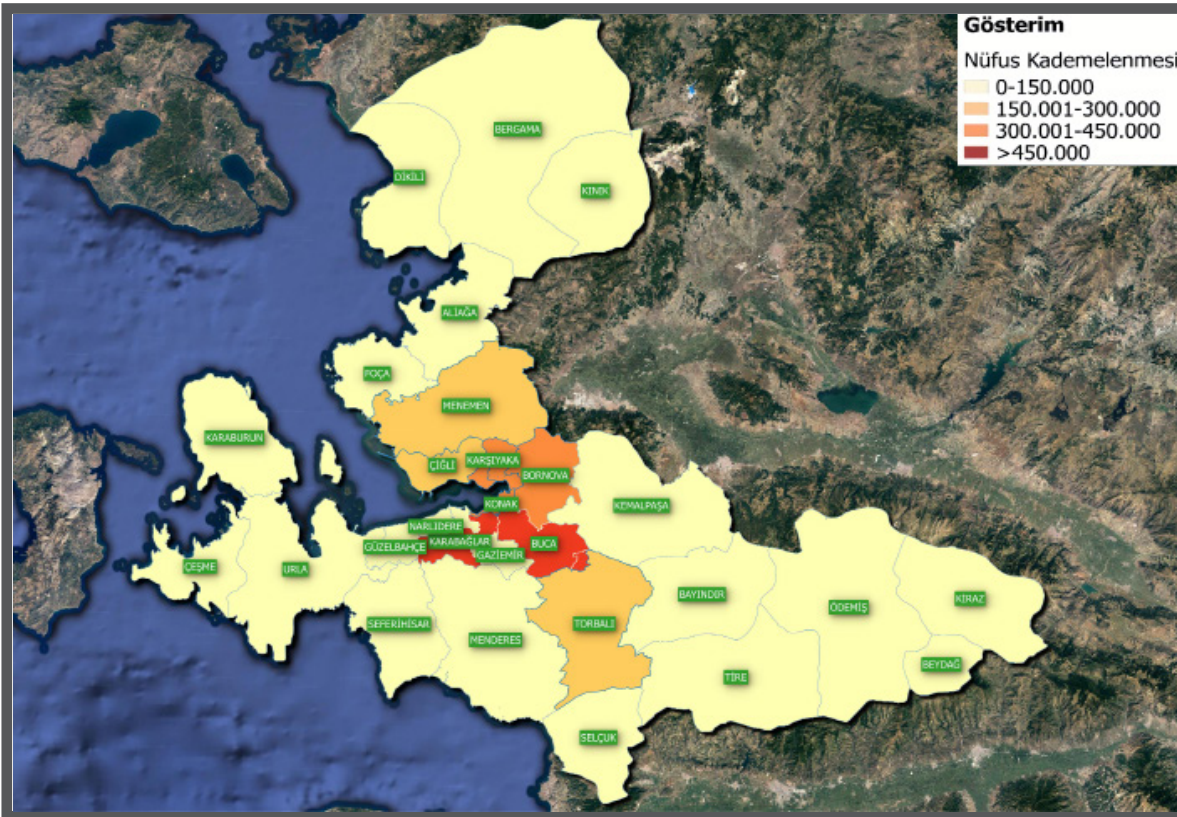 Gösterim
Nüfus Kademelenmesi
0-150.000
150.001-300.000
300.001-450.000
>450.000
BERGAMA
DİKİLİ
KINIK
ALİAĞA
FOÇA
MENEMEN
KARABURUN
ÇİĞLİ
KARŞIYAKA
BORNOVA
KONAK
KEMALPAŞA
NARLIDERE
GÜZELBAHÇE
KARABAĞLAR
GAZİEMİR
BUCA
ÇEŞME
URLA
BAYINDIR
ÖDEMİŞ
KİRAZ
SEFERİHİSAR
MENDERES
TORBALI
BEYDAĞ
TİRE
SELÇUK